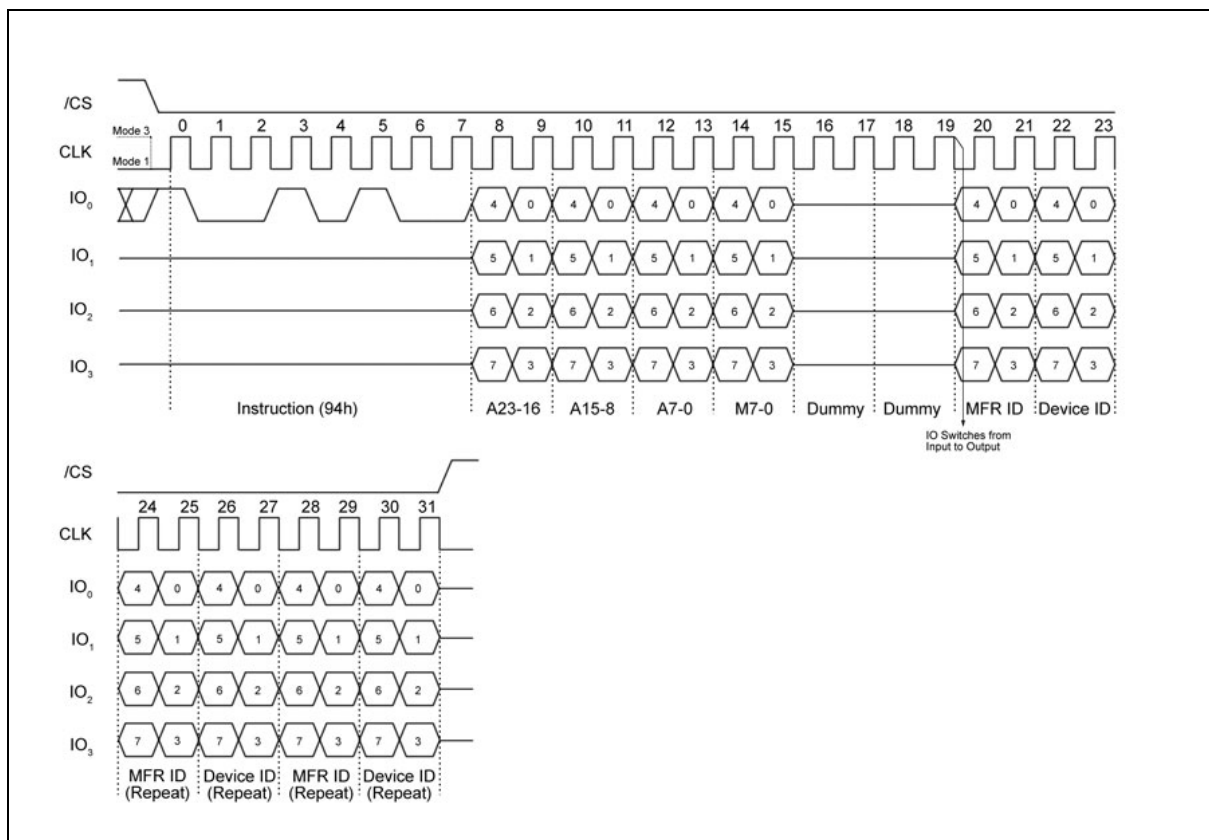 /CS
Mode 3
0 1 2 3 4 5 6 7 8 9 10 11 12 13 14 15 16 17 18 19 20 21 22 23
CLK
Mode 1
IO0 4 0 4 0 4 0 4 0 4 0 4 0
IO1 5 1 5 1 5 1 5 1 5 1 5 1
IO2 6 2 6 2 6 2 6 2 6 2 6 2
IO3 7 3 7 3 7 3 7 3 7 3 7 3
Instruction (94h) A23-16 A15-8 A7-0 M7-0 Dummy Dummy MFR ID Device ID
IO Switches from
Input to Output
/CS
24 25 26 27 28 29 30 31
CLK
IO0 4 0 4 0 4 0 4 0
IO1 5 1 5 1 5 1 5 1
IO2 6 2 6 2 6 2 6 2
IO3 7 3 7 3 7 3 7 3
MFR ID Device ID MFR ID Device ID
(Repeat) (Repeat) (Repeat) (Repeat)